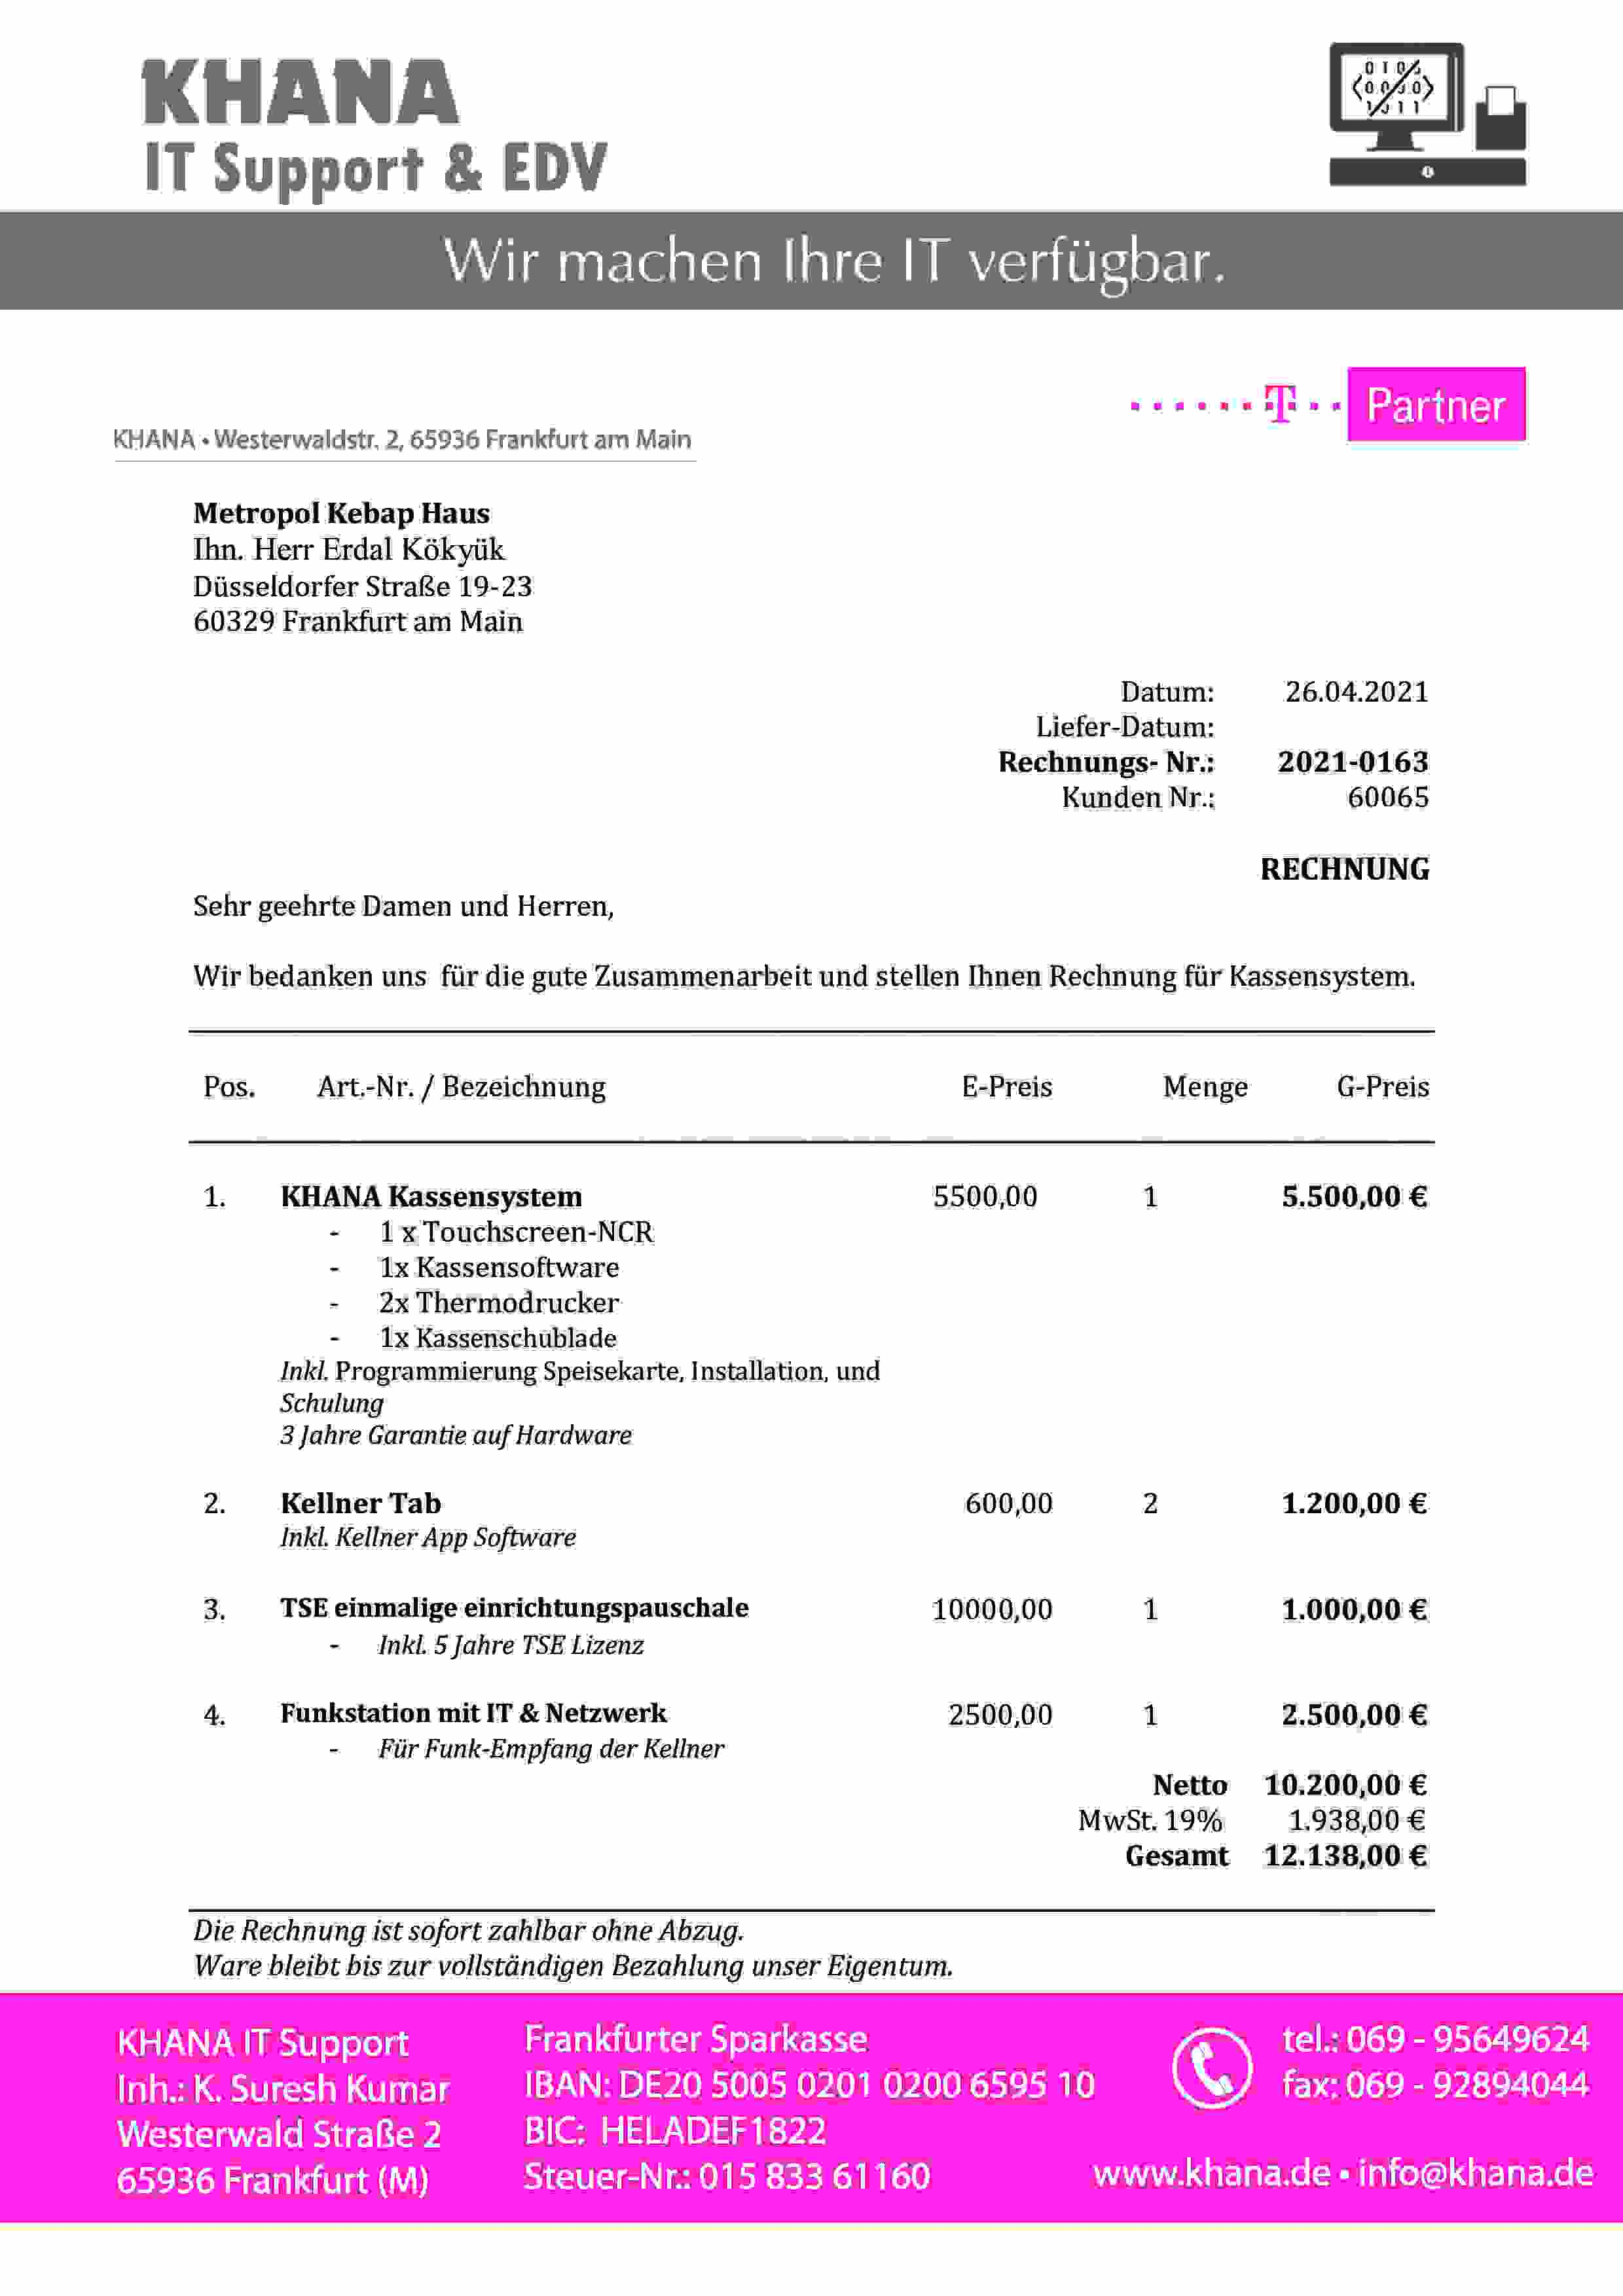 KHANA
IT Support & EDV
Wir machen Ihre IT verfügbar.
T Partner
KHANA • Westerwaldstr. 2, 65936 Frankfurt am Main
Metropol Kebap Haus
Ihn. Herr Erdal Kökyük
Düsseldorfer Straße 19-23
60329 Frankfurt am Main
Datum: 26.04.2021
Liefer-Datum:
Rechnungs- Nr.: 2021-0163
Kunden Nr.: 60065
RECHNUNG
Sehr geehrte Damen und Herren,
Wir bedanken uns für die gute Zusammenarbeit und stellen Ihnen Rechnung für Kassensystem.
Pos. Art.-Nr. / Bezeichnung E-Preis Menge G-Preis
1. KHANA Kassensystem 5500,00 1 5.500,00 €
- 1 x Touchscreen-NCR
- 1x Kassensoftware
- 2x Thermodrucker
- 1x Kassenschublade
Inkl. Programmierung Speisekarte, Installation, und
Schulung
3 Jahre Garantie auf Hardware
2. Kellner Tab 600,00 2 1.200,00 €
Inkl. Kellner App Software
3. TSE einmalige einrichtungspauschale 10000,00 1 1.000,00 €
- Inkl. 5 Jahre TSE Lizenz
4. Funkstation mit IT & Netzwerk 2500,00 1 2.500,00 €
- Für Funk-Empfang der Kellner
Netto 10.200,00 €
MwSt. 19% 1.938,00 €
Gesamt 12.138,00 €
Die Rechnung ist sofort zahlbar ohne Abzug.
Ware bleibt bis zur vollständigen Bezahlung unser Eigentum.
KHANA IT Support
Inh.: K. Suresh Kumar
Westerwald Straße 2
65936 Frankfurt (M)
Frankfurter Sparkasse
IBAN: DE20 5005 0201 0200 6595 10
BIC: HELADEF1822
Steuer-Nr.: 015 833 61160
tel.: 069 - 95649624
fax: 069 - 92894044
www.khana.de • info@khana.de